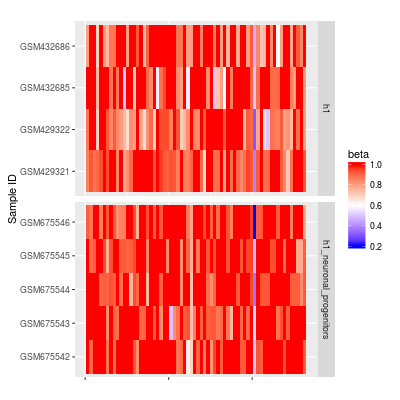 Sample ID
GSM432686
GSM432685
GSM429322
GSM429321
h1
GSM675546
GSM675545
GSM675544
GSM675543
GSM675542
h1_neuronal_progenitors
beta
1.0
0.8
0.6
0.4
0.2